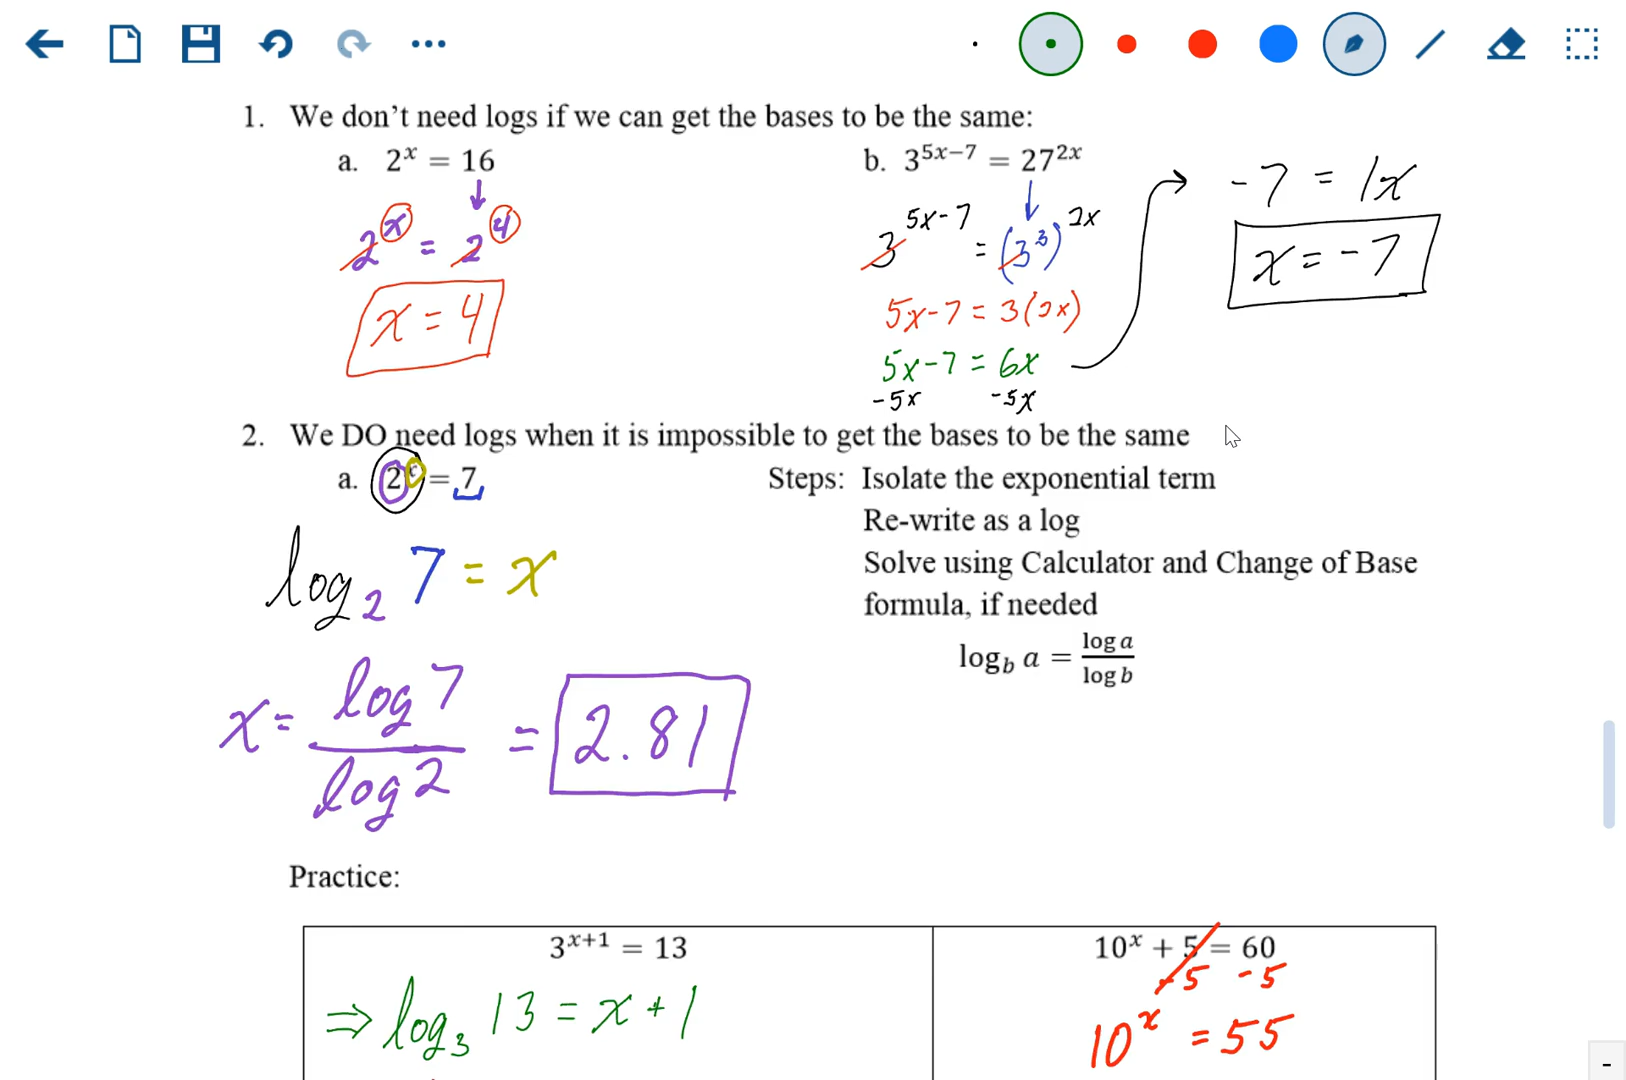 1. We don't need logs if we can get the bases to be the same:
a. 2^x = 16
2^x = 2^4
x = 4
b. 3^{5x−7} = 27^{2x}
3^{5x-7} = (3^3)^{2x}
5x-7 = 3(2x)
5x-7 = 6x
-5x -5x
-7 = 1x
x = -7
2. We DO need logs when it is impossible to get the bases to be the same
a. 2^x = 7
log_2 7 = x
x = log 7 / log 2 = 2.81
Steps: Isolate the exponential term
Re-write as a log
Solve using Calculator and Change of Base
formula, if needed
log_b a = log a / log b
Practice:
3^{x+1} = 13
⇒ log_3 13 = x + 1
10^x + 5 = 60
-5 -5
10^x = 55